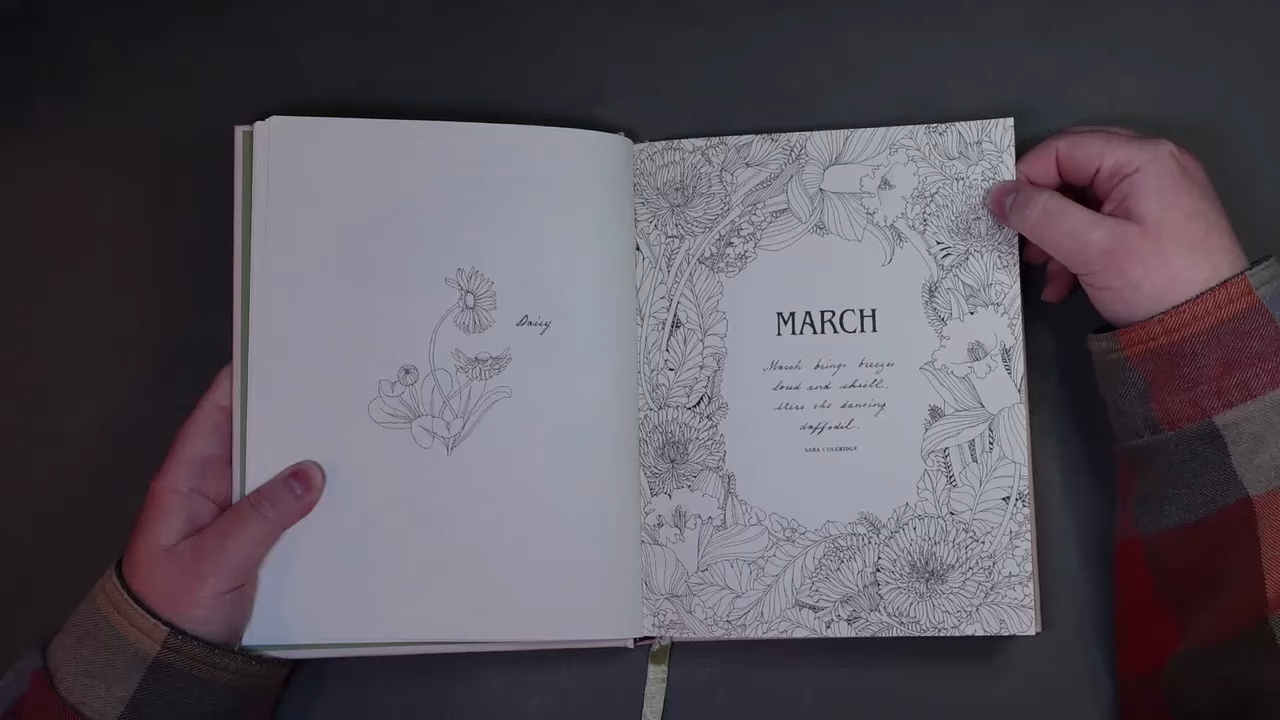 Daisy
MARCH
March brings breezes
loud and shrill,
stirs the dancing
daffodil.
SARA COLERIDGE